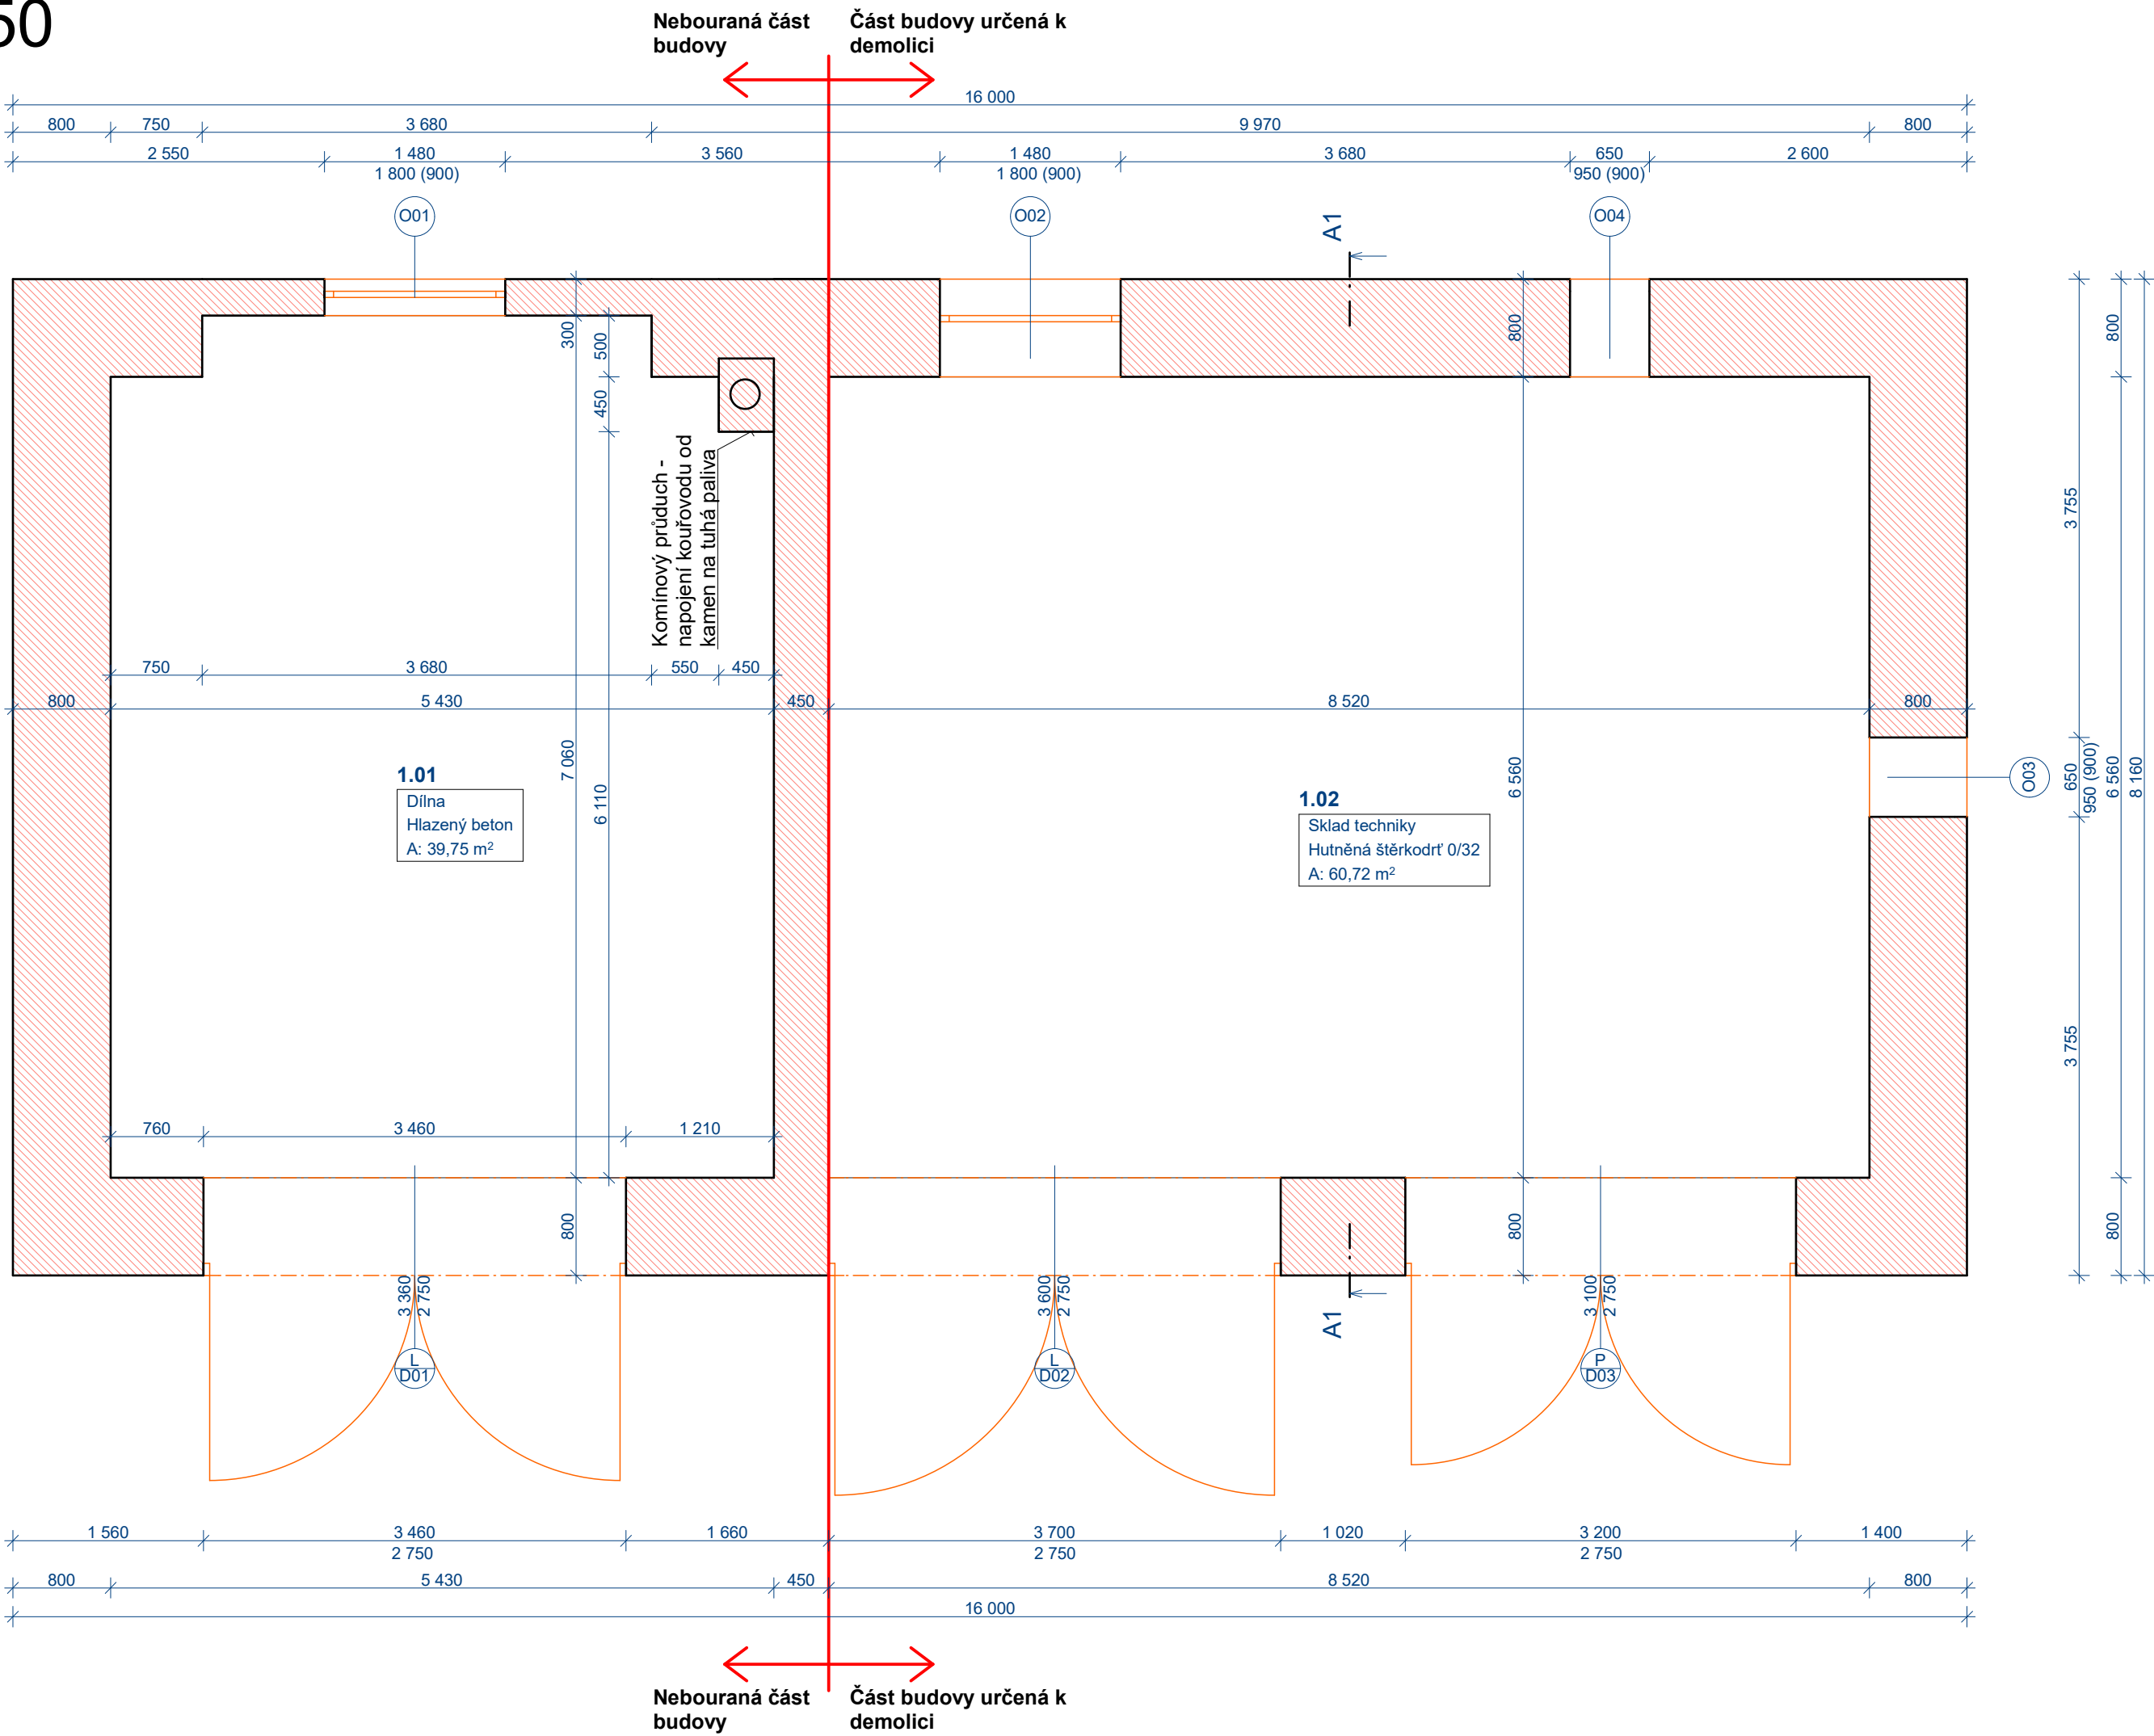 50
Nebouraná část
budovy
Část budovy určená k
demolici
16 000
800 750 3 680 9 970 800
2 550 1 480 3 560 1 480 3 680 650 2 600
1 800 (900) 1 800 (900) 950 (900)
O01 O02 A1 O04
300 500 450 800 800
Komínový průduch -
napojení kouřovodu od
kamen na tuhá paliva
3 755
750 3 680 550 450
800 5 430 450 8 520 800
7 060 6 110 6 560
650 950 (900) 6 560 8 160
O03
1.01
Dílna
Hlazený beton
A: 39,75 m²
1.02
Sklad techniky
Hutněná štěrkodrť 0/32
A: 60,72 m²
3 755
760 3 460 1 210
800 800 800
3 360 2 750 3 600 2 750 3 100 2 750
A1
L
D01
L
D02
P
D03
1 560 3 460 1 660 3 700 1 020 3 200 1 400
2 750 2 750 2 750
800 5 430 450 8 520 800
16 000
Nebouraná část
budovy
Část budovy určená k
demolici